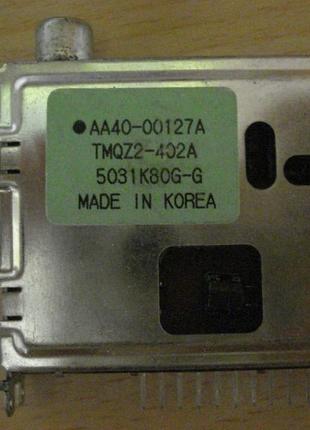 ●AA40-00127A
TMQZ2-402A
5031K80G-G
MADE IN KOREA